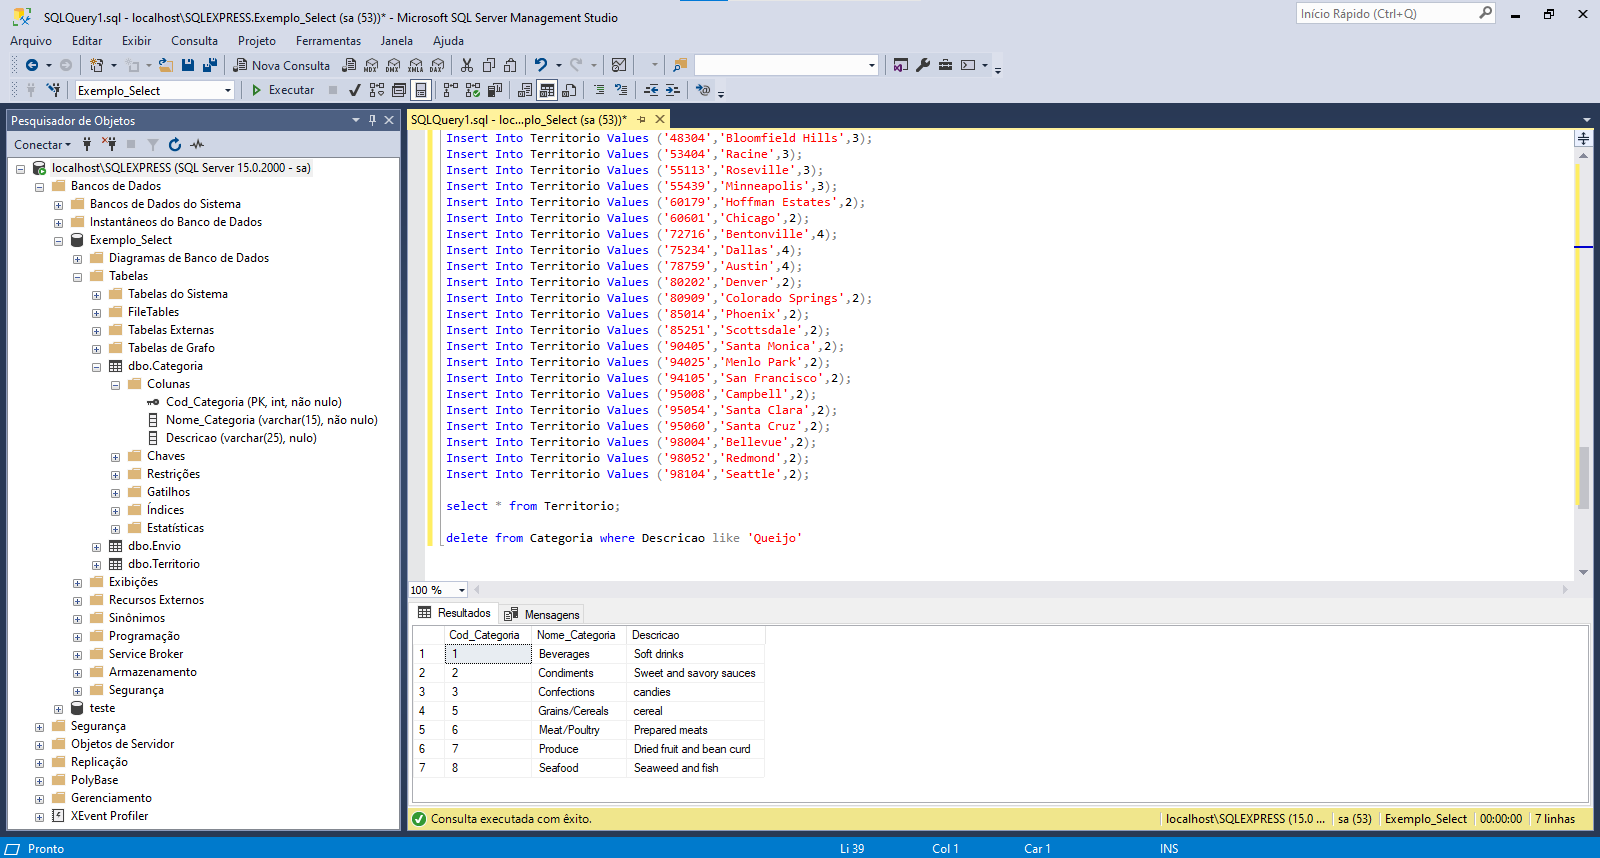 SQLQuery1.sql - localhost\SQLEXPRESS.Exemplo_Select (sa (53))* - Microsoft SQL Server Management Studio
Início Rápido (Ctrl+Q)
Arquivo Editar Exibir Consulta Projeto Ferramentas Janela Ajuda
Nova Consulta MDX DMX XMLA DAX
Exemplo_Select Executar
Pesquisador de Objetos
Conectar
localhost\SQLEXPRESS (SQL Server 15.0.2000 - sa)
Bancos de Dados
Bancos de Dados do Sistema
Instantâneos do Banco de Dados
Exemplo_Select
Diagramas de Banco de Dados
Tabelas
Tabelas do Sistema
FileTables
Tabelas Externas
Tabelas de Grafo
dbo.Categoria
Colunas
Cod_Categoria (PK, int, não nulo)
Nome_Categoria (varchar(15), não nulo)
Descricao (varchar(25), nulo)
Chaves
Restrições
Gatilhos
Índices
Estatísticas
dbo.Envio
dbo.Territorio
Exibições
Recursos Externos
Sinônimos
Programação
Service Broker
Armazenamento
Segurança
teste
Segurança
Objetos de Servidor
Replicação
PolyBase
Gerenciamento
XEvent Profiler
SQLQuery1.sql - loc...plo_Select (sa (53))*
Insert Into Territorio Values ('48304','Bloomfield Hills',3);
Insert Into Territorio Values ('53404','Racine',3);
Insert Into Territorio Values ('55113','Roseville',3);
Insert Into Territorio Values ('55439','Minneapolis',3);
Insert Into Territorio Values ('60179','Hoffman Estates',2);
Insert Into Territorio Values ('60601','Chicago',2);
Insert Into Territorio Values ('72716','Bentonville',4);
Insert Into Territorio Values ('75234','Dallas',4);
Insert Into Territorio Values ('78759','Austin',4);
Insert Into Territorio Values ('80202','Denver',2);
Insert Into Territorio Values ('80909','Colorado Springs',2);
Insert Into Territorio Values ('85014','Phoenix',2);
Insert Into Territorio Values ('85251','Scottsdale',2);
Insert Into Territorio Values ('90405','Santa Monica',2);
Insert Into Territorio Values ('94025','Menlo Park',2);
Insert Into Territorio Values ('94105','San Francisco',2);
Insert Into Territorio Values ('95008','Campbell',2);
Insert Into Territorio Values ('95054','Santa Clara',2);
Insert Into Territorio Values ('95060','Santa Cruz',2);
Insert Into Territorio Values ('98004','Bellevue',2);
Insert Into Territorio Values ('98052','Redmond',2);
Insert Into Territorio Values ('98104','Seattle',2);
select * from Territorio;
delete from Categoria where Descricao like 'Queijo'
100 %
Resultados Mensagens
Cod_Categoria Nome_Categoria Descricao
1 1 Beverages Soft drinks
2 2 Condiments Sweet and savory sauces
3 3 Confections candies
4 5 Grains/Cereals cereal
5 6 Meat/Poultry Prepared meats
6 7 Produce Dried fruit and bean curd
7 8 Seafood Seaweed and fish
Consulta executada com êxito. localhost\SQLEXPRESS (15.0 ... sa (53) Exemplo_Select 00:00:00 7 linhas
Pronto Li 39 Col 1 Car 1 INS